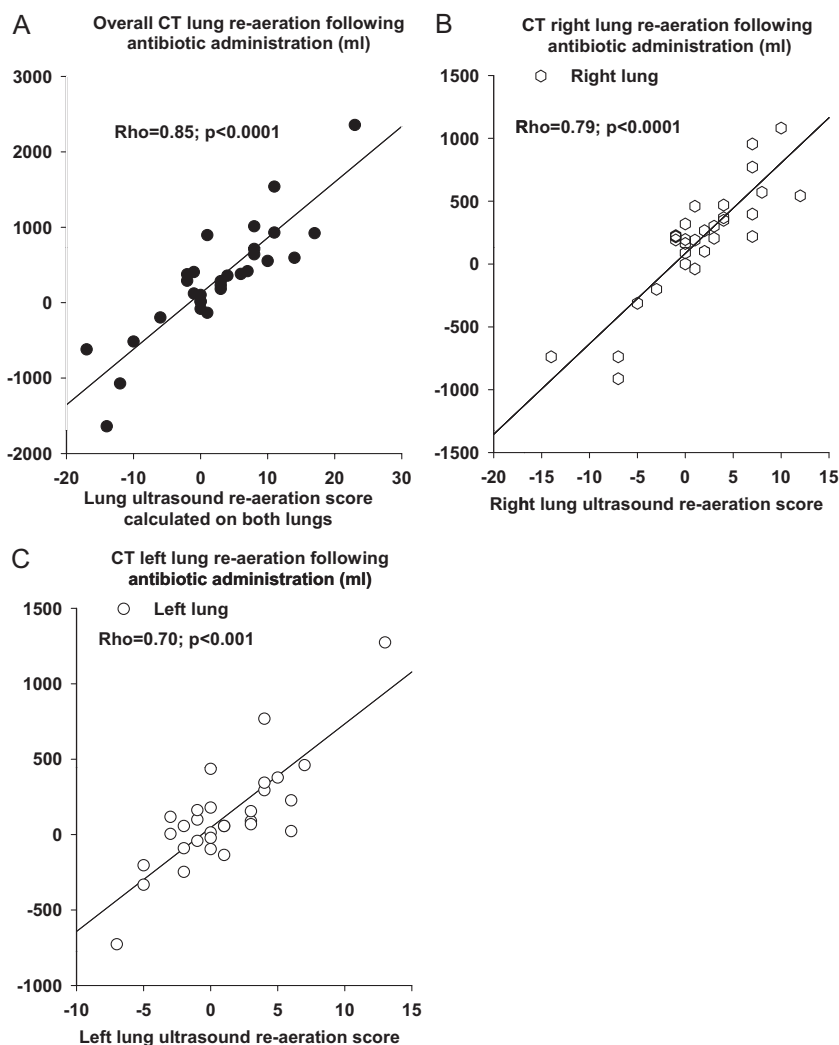 A
Overall CT lung re-aeration following
antibiotic administration (ml)
3000
Rho=0.85; p<0.0001
2000
1000
0
-1000
-2000
-20
-10
0
10
20
30
Lung ultrasound re-aeration score
calculated on both lungs
B
CT right lung re-aeration following
antibiotic administration (ml)
1500
Right lung
Rho=0.79; p<0.0001
1000
500
0
-500
-1000
-1500
-20
-15
-10
-5
0
5
10
15
Right lung ultrasound re-aeration score
C
CT left lung re-aeration following
antibiotic administration (ml)
1500
Left lung
Rho=0.70; p<0.001
1000
500
0
-500
-1000
-10
-5
0
5
10
15
Left lung ultrasound re-aeration score